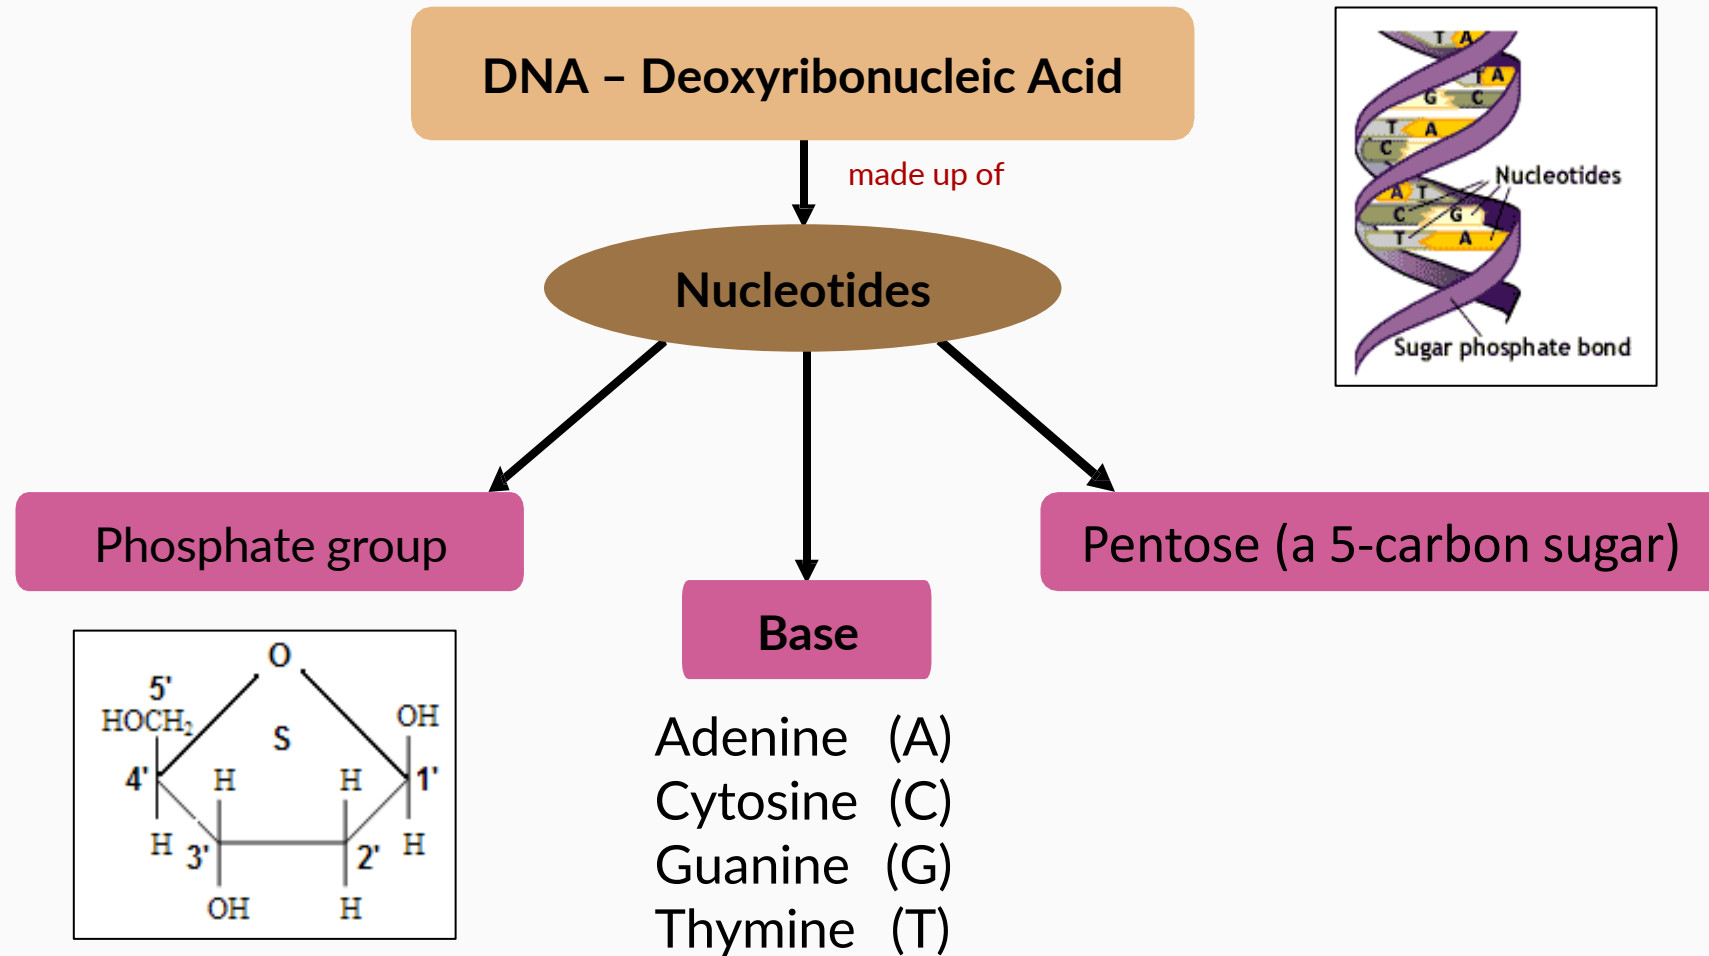 DNA – Deoxyribonucleic Acid
made up of
Nucleotides
Phosphate group
Base
Pentose (a 5-carbon sugar)
Adenine (A)
Cytosine (C)
Guanine (G)
Thymine (T)
T A
T A
G C
T A
C
A T
C G
T A
Nucleotides
Sugar phosphate bond
O
5'
HOCH₂
OH
S
4' H H 1'
H 3' 2' H
OH H